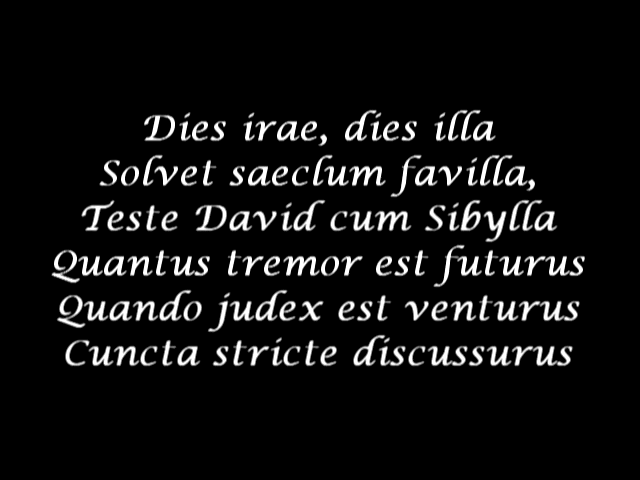 Dies irae, dies illa
Solvet saeclum favilla,
Teste David cum Sibylla
Quantus tremor est futurus
Quando judex est venturus
Cuncta stricte discussurus